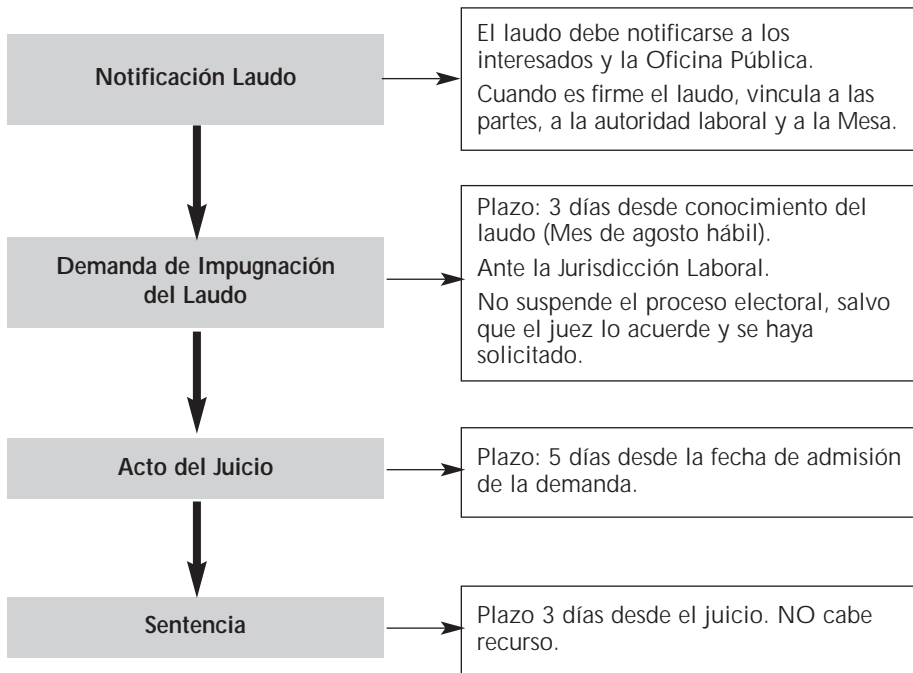 Notificación Laudo
El laudo debe notificarse a los
interesados y la Oficina Pública.
Cuando es firme el laudo, vincula a las
partes, a la autoridad laboral y a la Mesa.
Demanda de Impugnación
del Laudo
Plazo: 3 días desde conocimiento del
laudo (Mes de agosto hábil).
Ante la Jurisdicción Laboral.
No suspende el proceso electoral, salvo
que el juez lo acuerde y se haya
solicitado.
Acto del Juicio
Plazo: 5 días desde la fecha de admisión
de la demanda.
Sentencia
Plazo 3 días desde el juicio. NO cabe
recurso.